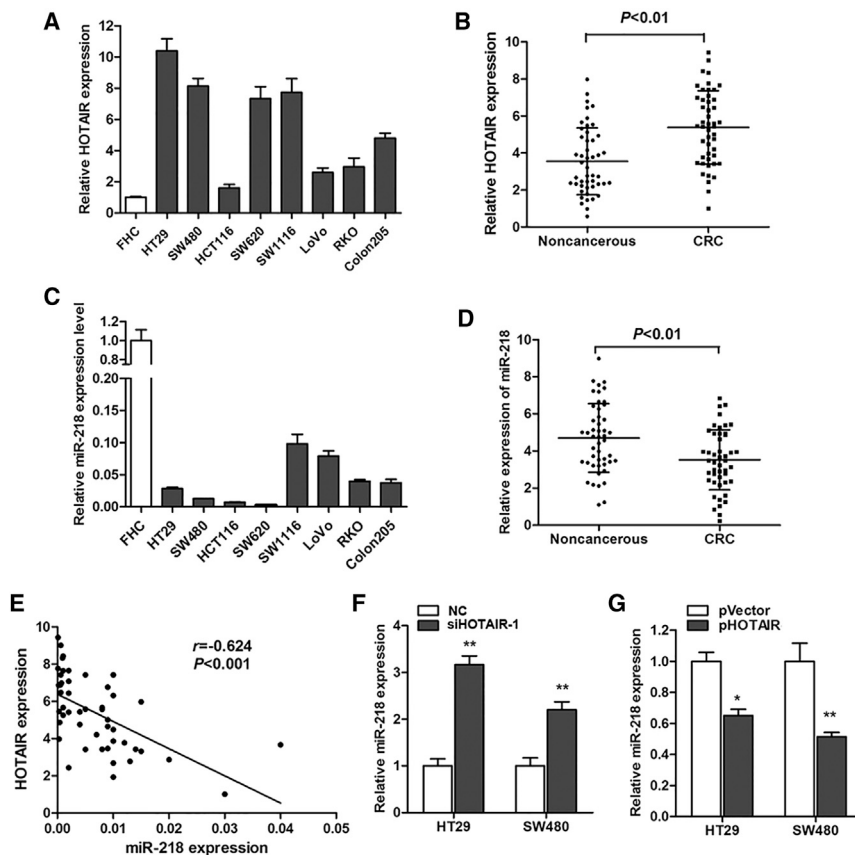 A
Relative HOTAIR expression
12
10
8
6
4
2
0
FHC
HT29
SW480
HCT116
SW620
SW1116
LoVo
RKO
Colon205
B
P<0.01
Relative HOTAIR expression
10
8
6
4
2
0
Noncancerous
CRC
C
Relative miR-218 expression level
1.2
1.0
0.8
0.6
0.20
0.15
0.10
0.05
0.00
FHC
HT29
SW480
HCT116
SW620
SW1116
LoVo
RKO
Colon205
D
P<0.01
Relative expression of miR-218
10
8
6
4
2
0
Noncancerous
CRC
E
r=-0.624
P<0.001
HOTAIR expression
10
8
6
4
2
0
0.00
0.01
0.02
0.03
0.04
0.05
miR-218 expression
F
NC
siHOTAIR-1
Relative miR-218 expression
4
3
2
1
0
**
**
HT29
SW480
G
pVector
pHOTAIR
Relative miR-218 expression
1.2
1.0
0.8
0.6
0.4
0.2
0.0
*
**
HT29
SW480